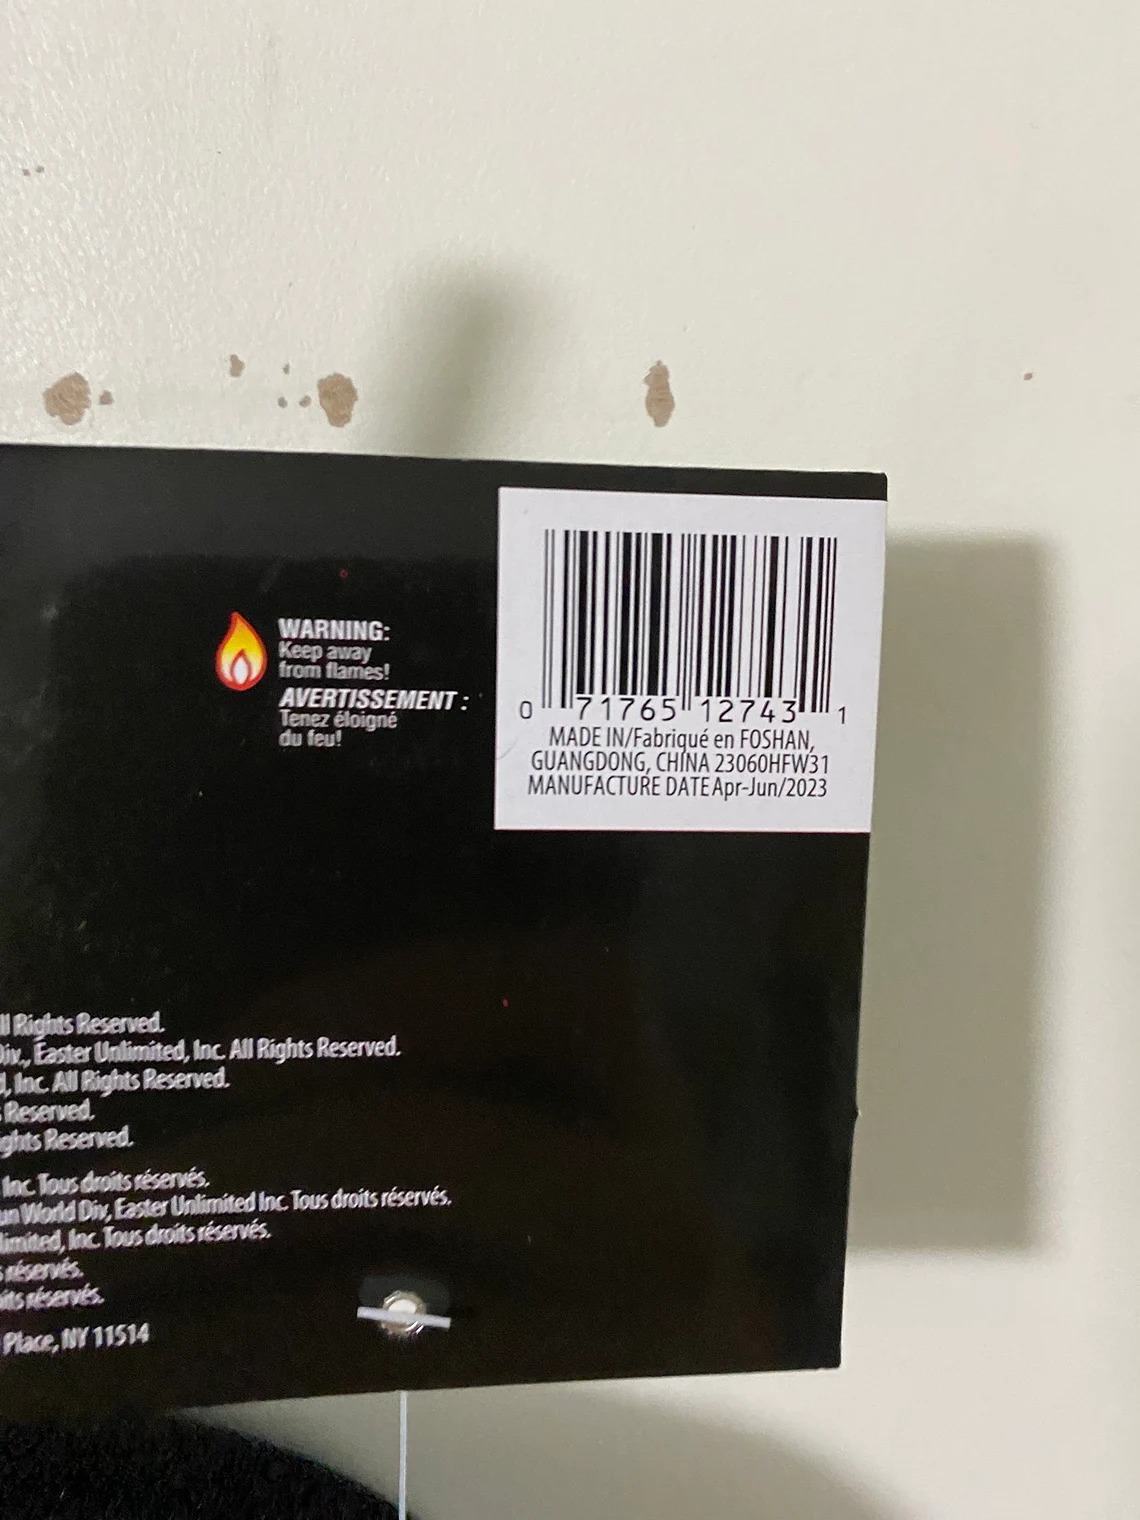 WARNING:
Keep away
from flames!
AVERTISSEMENT :
Tenez éloigné
du feu!
0 71765 12743 1
MADE IN/Fabriqué en FOSHAN,
GUANGDONG, CHINA 23060HFW31
MANUFACTURE DATE Apr-Jun/2023
ll Rights Reserved.
Div., Easter Unlimited, Inc. All Rights Reserved.
, Inc. All Rights Reserved.
Reserved.
ghts Reserved.
Inc. Tous droits réservés.
un World Div, Easter Unlimited Inc. Tous droits réservés.
limited, Inc. Tous droits réservés.
réservés.
its réservés.
Place, NY 11514